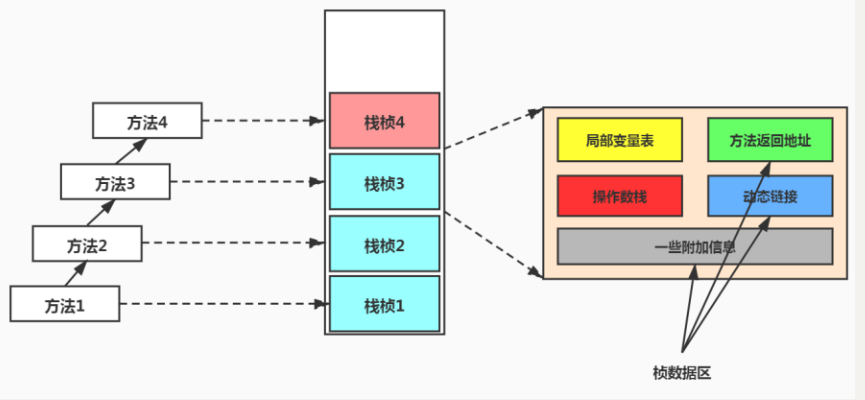 方法4
方法3
方法2
方法1
栈桢4
栈桢3
栈桢2
栈桢1
局部变量表
方法返回地址
操作数栈
动态链接
一些附加信息
桢数据区